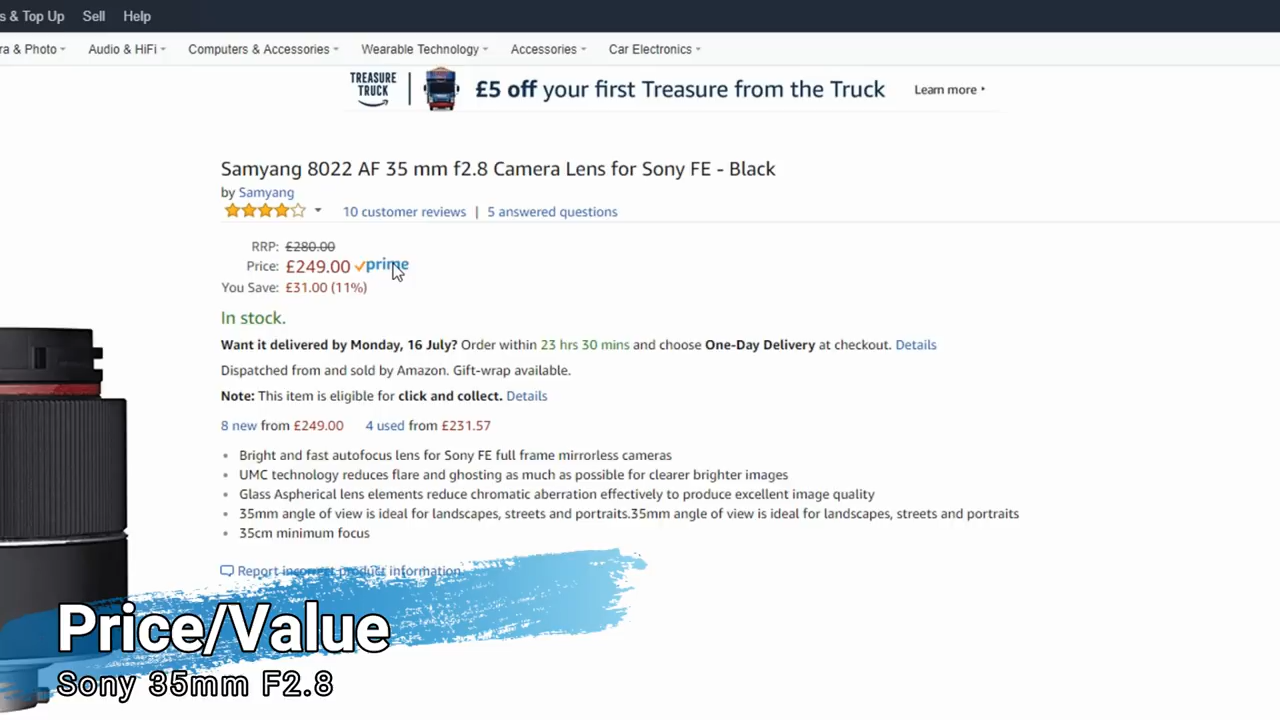 s & Top Up Sell Help
ra & Photo Audio & HiFi Computers & Accessories Wearable Technology Accessories Car Electronics
TREASURE TRUCK £5 off your first Treasure from the Truck Learn more
Samyang 8022 AF 35 mm f2.8 Camera Lens for Sony FE - Black
by Samyang
10 customer reviews | 5 answered questions
RRP: £280.00
Price: £249.00 prime
You Save: £31.00 (11%)
In stock.
Want it delivered by Monday, 16 July? Order within 23 hrs 30 mins and choose One-Day Delivery at checkout. Details
Dispatched from and sold by Amazon. Gift-wrap available.
Note: This item is eligible for click and collect. Details
8 new from £249.00 4 used from £231.57
• Bright and fast autofocus lens for Sony FE full frame mirrorless cameras
• UMC technology reduces flare and ghosting as much as possible for clearer brighter images
• Glass Aspherical lens elements reduce chromatic aberration effectively to produce excellent image quality
• 35mm angle of view is ideal for landscapes, streets and portraits.35mm angle of view is ideal for landscapes, streets and portraits
• 35cm minimum focus
Report incorrect product information
Price/Value
Sony 35mm F2.8